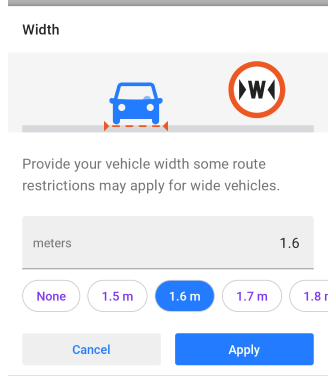 Width
W
Provide your vehicle width some route
restrictions may apply for wide vehicles.
meters 1.6
None 1.5 m 1.6 m 1.7 m 1.8
Cancel Apply